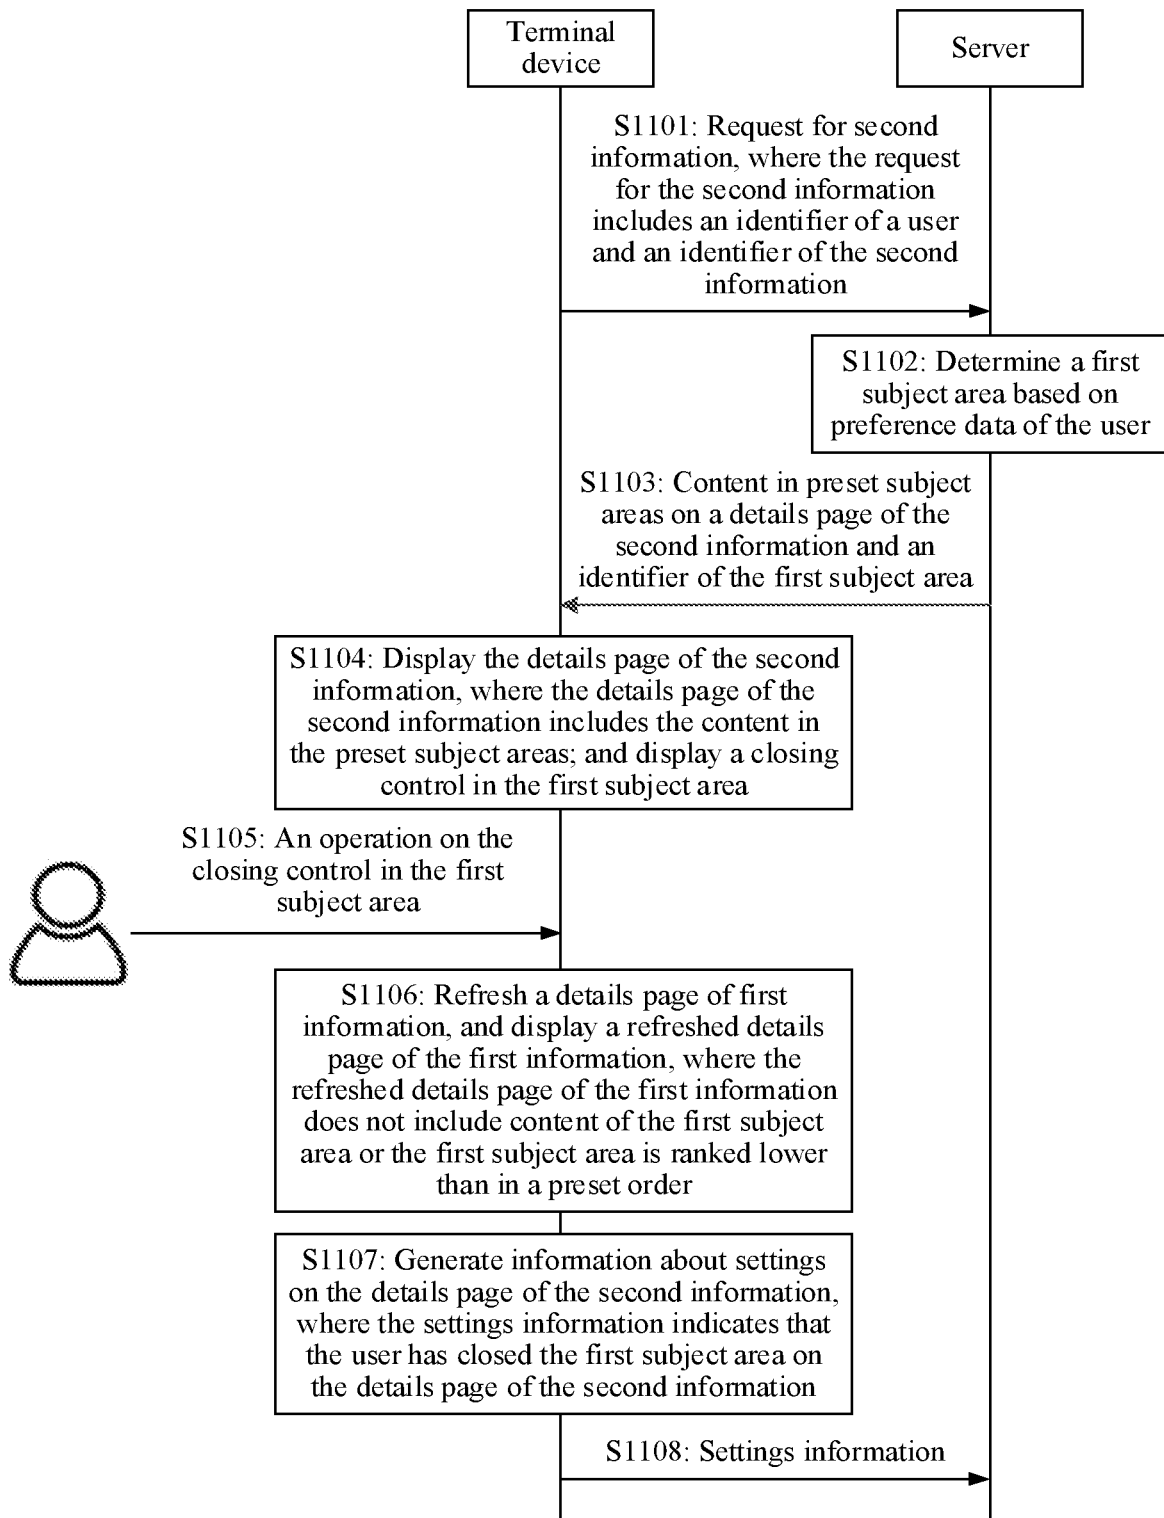 Terminal
device
Server
S1101: Request for second
information, where the request
for the second information
includes an identifier of a user
and an identifier of the second
information
S1102: Determine a first
subject area based on
preference data of the user
S1103: Content in preset subject
areas on a details page of the
second information and an
identifier of the first subject area
S1104: Display the details page of the second
information, where the details page of the
second information includes the content in
the preset subject areas; and display a closing
control in the first subject area
S1105: An operation on the
closing control in the first
subject area
S1106: Refresh a details page of first
information, and display a refreshed details
page of the first information, where the
refreshed details page of the first information
does not include content of the first subject
area or the first subject area is ranked lower
than in a preset order
S1107: Generate information about settings
on the details page of the second information,
where the settings information indicates that
the user has closed the first subject area on
the details page of the second information
S1108: Settings information